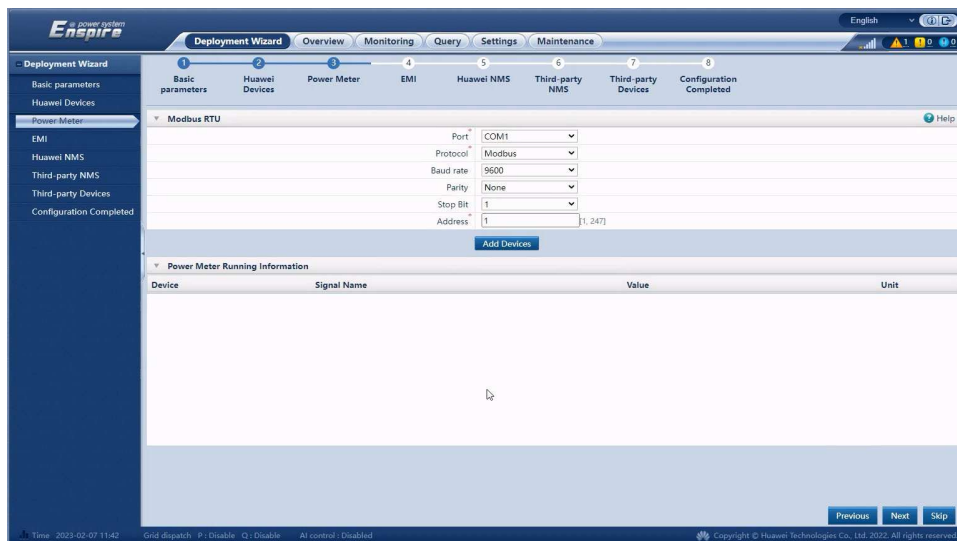 e power system
Enspire
English
Deployment Wizard Overview Monitoring Query Settings Maintenance
1 0 0
Deployment Wizard
Basic parameters
Huawei Devices
Power Meter
EMI
Huawei NMS
Third-party NMS
Third-party Devices
Configuration Completed
1 2 3 4 5 6 7 8
Basic parameters
Huawei Devices
Power Meter
EMI
Huawei NMS
Third-party NMS
Third-party Devices
Configuration Completed
Modbus RTU
Help
Port* COM1
Protocol* Modbus
Baud rate 9600
Parity None
Stop Bit 1
Address* 1 [1, 247]
Add Devices
Power Meter Running Information
Device Signal Name Value Unit
Previous Next Skip
Time 2023-02-07 11:42 Grid dispatch P : Disable Q : Disable AI control : Disabled Copyright © Huawei Technologies Co., Ltd. 2022. All rights reserved.